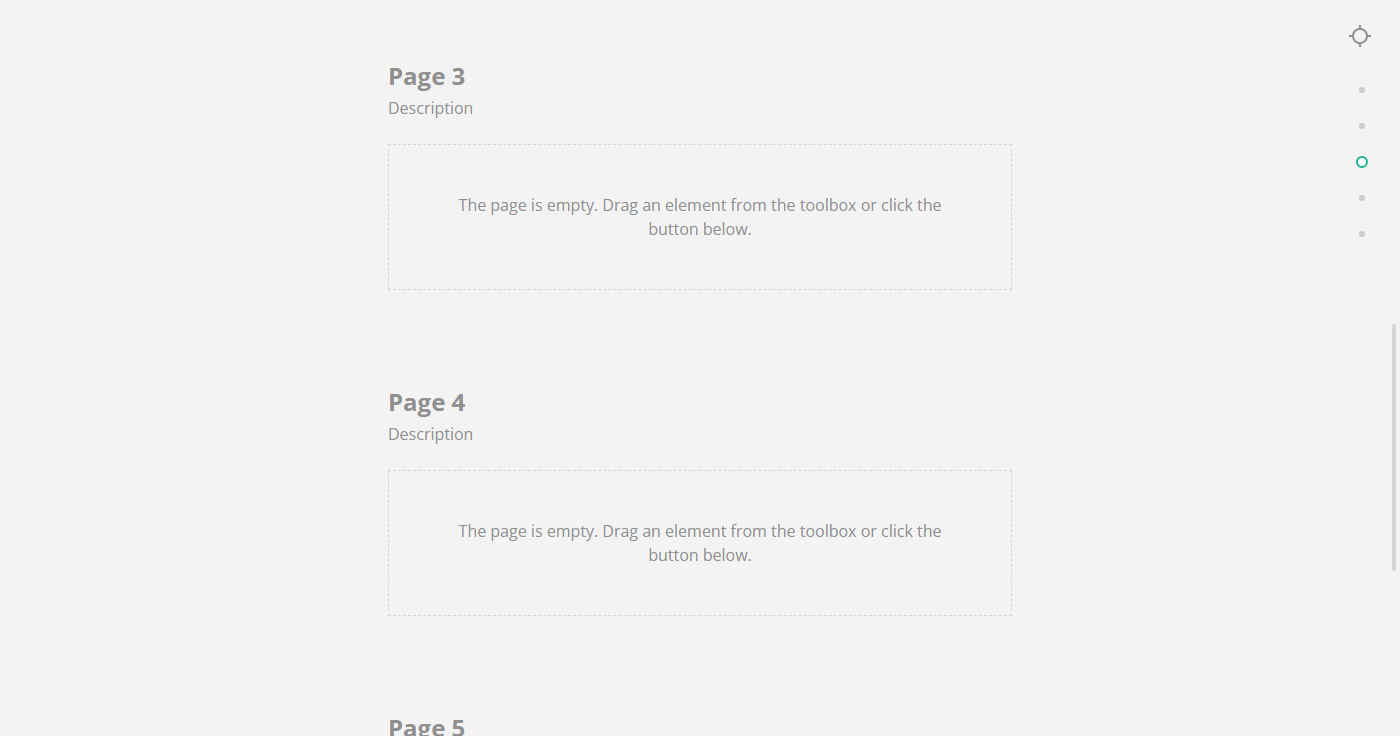 Page 3
Description
The page is empty. Drag an element from the toolbox or click the
button below.
Page 4
Description
The page is empty. Drag an element from the toolbox or click the
button below.
Page 5